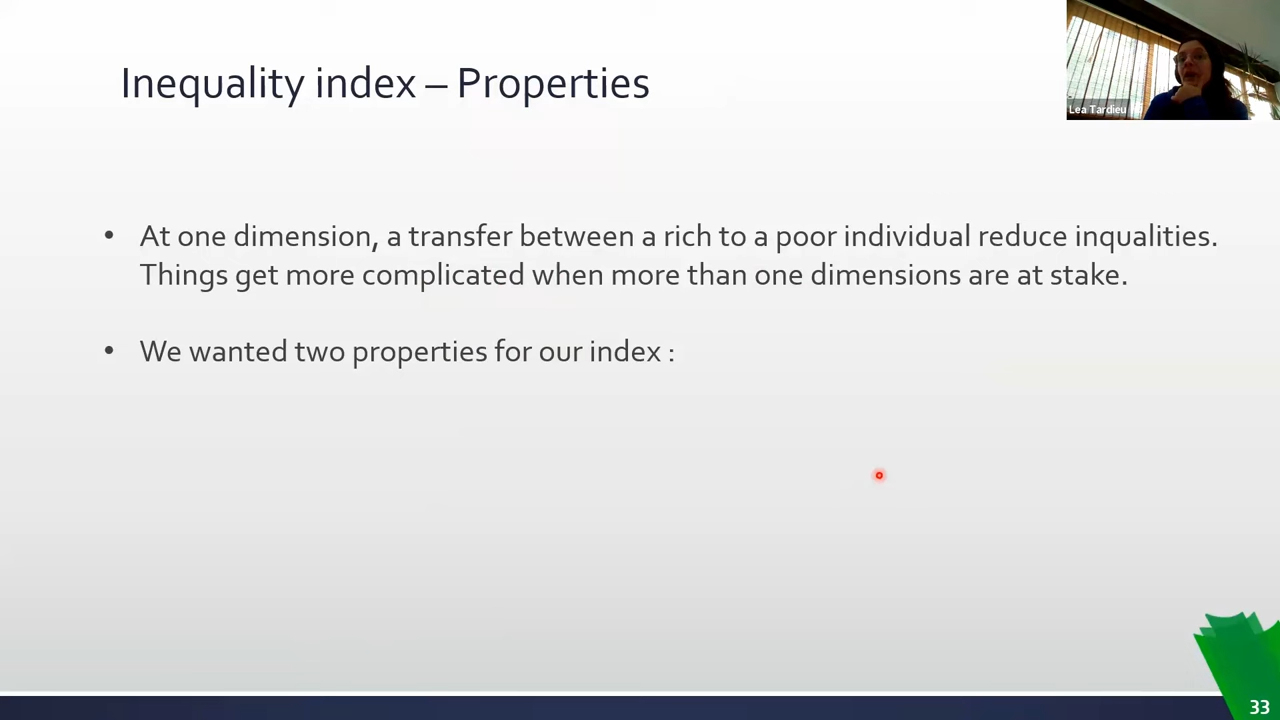 Inequality index – Properties
Lea Tardieu
• At one dimension, a transfer between a rich to a poor individual reduce inqualities.
Things get more complicated when more than one dimensions are at stake.
• We wanted two properties for our index :
33